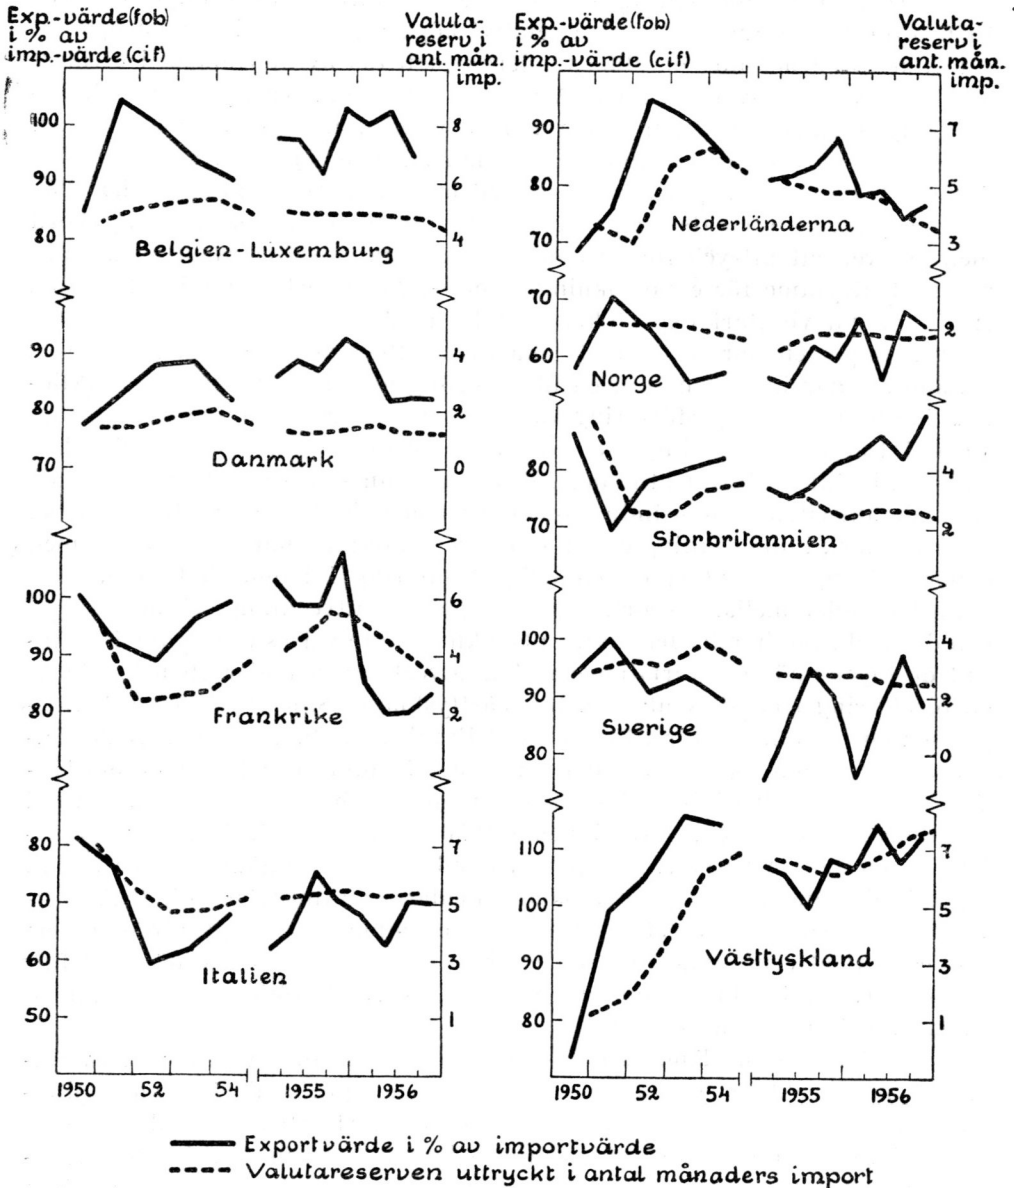 Exp.-värde(fob)
i % av
imp.-värde (cif)
Valuta-
reserv i
ant. mån.
imp.
100
90
80
8
6
4
Belgien-Luxemburg
90
80
70
4
2
0
Danmark
100
90
80
6
4
2
Frankrike
80
70
60
50
7
5
3
1
Italien
1950 52 54 1955 1956
Exp.-värde(fob)
i % av
imp.-värde (cif)
Valuta-
reserv i
ant. mån.
imp.
90
80
70
7
5
3
Nederländerna
70
60
2
Norge
80
70
4
2
Storbritannien
100
90
80
4
2
0
Sverige
110
100
90
80
7
5
3
1
Västtyskland
1950 52 54 1955 1956
Exportvärde i % av importvärde
Valutareserven uttryckt i antal månaders import